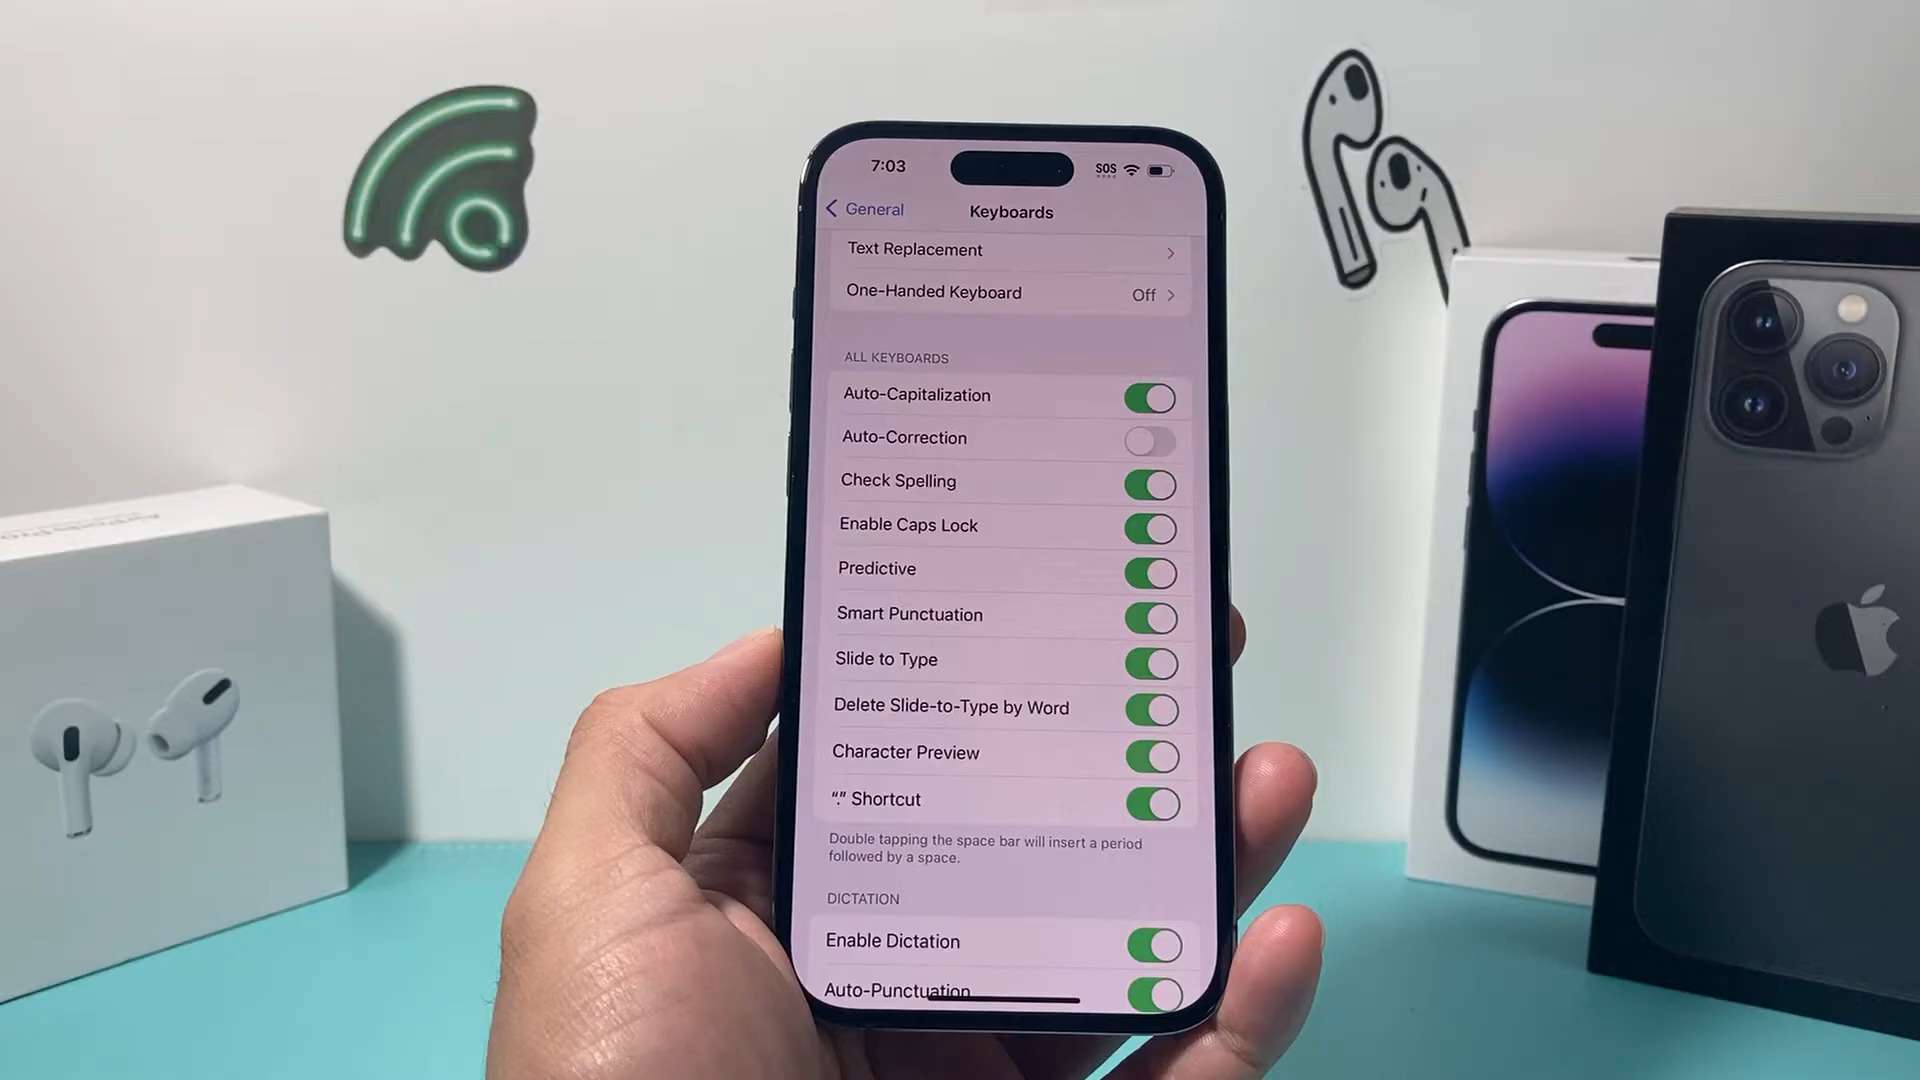 7:03
SOS
General
Keyboards
Text Replacement
One-Handed Keyboard Off
ALL KEYBOARDS
Auto-Capitalization
Auto-Correction
Check Spelling
Enable Caps Lock
Predictive
Smart Punctuation
Slide to Type
Delete Slide-to-Type by Word
Character Preview
“.” Shortcut
Double tapping the space bar will insert a period
followed by a space.
DICTATION
Enable Dictation
Auto-Punctuation
AirPods Pro